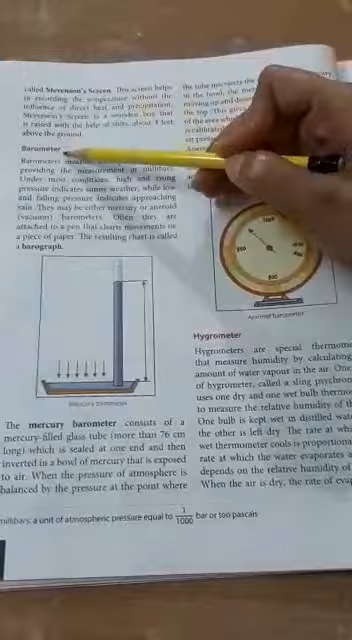 called Stevenson's Screen. This screen helps
in recording the temperature without the
influence of direct heat and precipitation.
Stevenson's Screen is a wooden box that
is raised with the help of stilts, about 4 feet
above the ground.
Barometer
Barometers
providing the measurement in millibars.
Under most conditions, high and rising
pressure indicates sunny weather, while low
and falling pressure indicates approaching
rain. They may be either mercury or aneroid
(vacuum) barometers. Often they are
attached to a pen that charts movements on
a piece of paper. The resulting chart is called
a barograph.
Mercury barometer
The mercury barometer consists of a
mercury-filled glass tube (more than 76 cm
long) which is sealed at one end and then
inverted in a bowl of mercury that is exposed
to air. When the pressure of atmosphere is
balanced by the pressure at the point where
the tube
in the bowl, the mer
moving up and down
the top. This gives
of the area
is calibrated
air pres
Aneroid barometer
Hygrometer
Hygrometers are special thermome
that measure humidity by calculating
amount of water vapour in the air. One
of hygrometer, called a sling psychrom
uses one dry and one wet bulb thermo
to measure the relative humidity of th
One bulb is kept wet in distilled wate
the other is left dry. The rate at whi
wet thermometer cools is proportiona
rate at which the water evaporates a
depends on the relative humidity of
When the air is dry, the rate of evap
millibars: a unit of atmospheric pressure equal to 1/1000 bar or 100 pascals